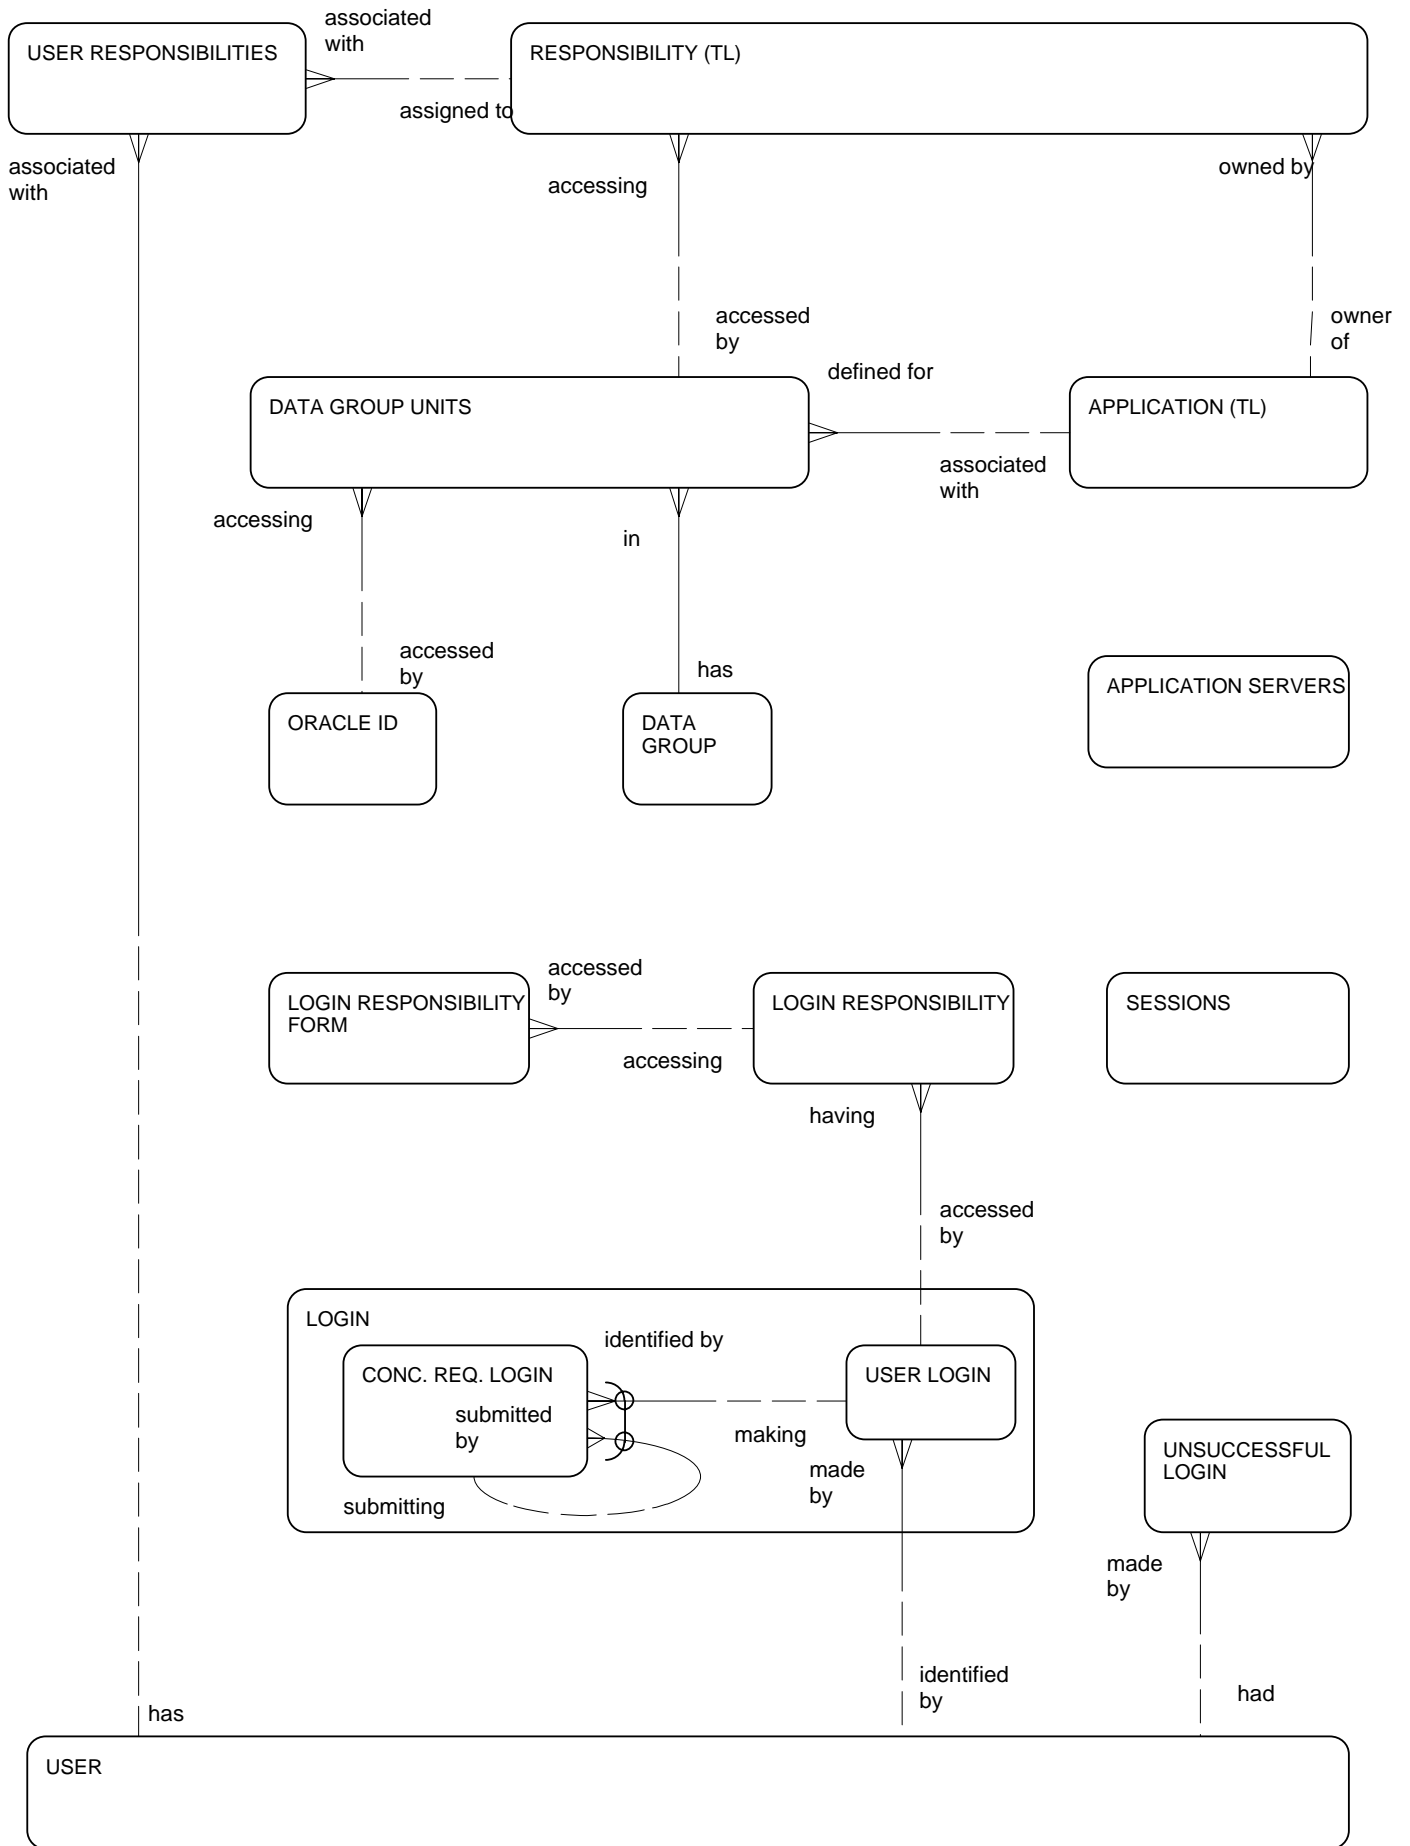 associated
with
USER RESPONSIBILITIES
RESPONSIBILITY (TL)
assigned to
associated
with
accessing
owned by
accessed
by
owner
of
defined for
DATA GROUP UNITS
APPLICATION (TL)
associated
with
accessing
in
accessed
by
has
APPLICATION SERVERS
ORACLE ID
DATA
GROUP
accessed
by
LOGIN RESPONSIBILITY
FORM
LOGIN RESPONSIBILITY
SESSIONS
accessing
having
accessed
by
LOGIN
identified by
CONC. REQ. LOGIN
USER LOGIN
submitted
by
making
made
by
UNSUCCESSFUL
LOGIN
submitting
made
by
identified
by
had
has
USER